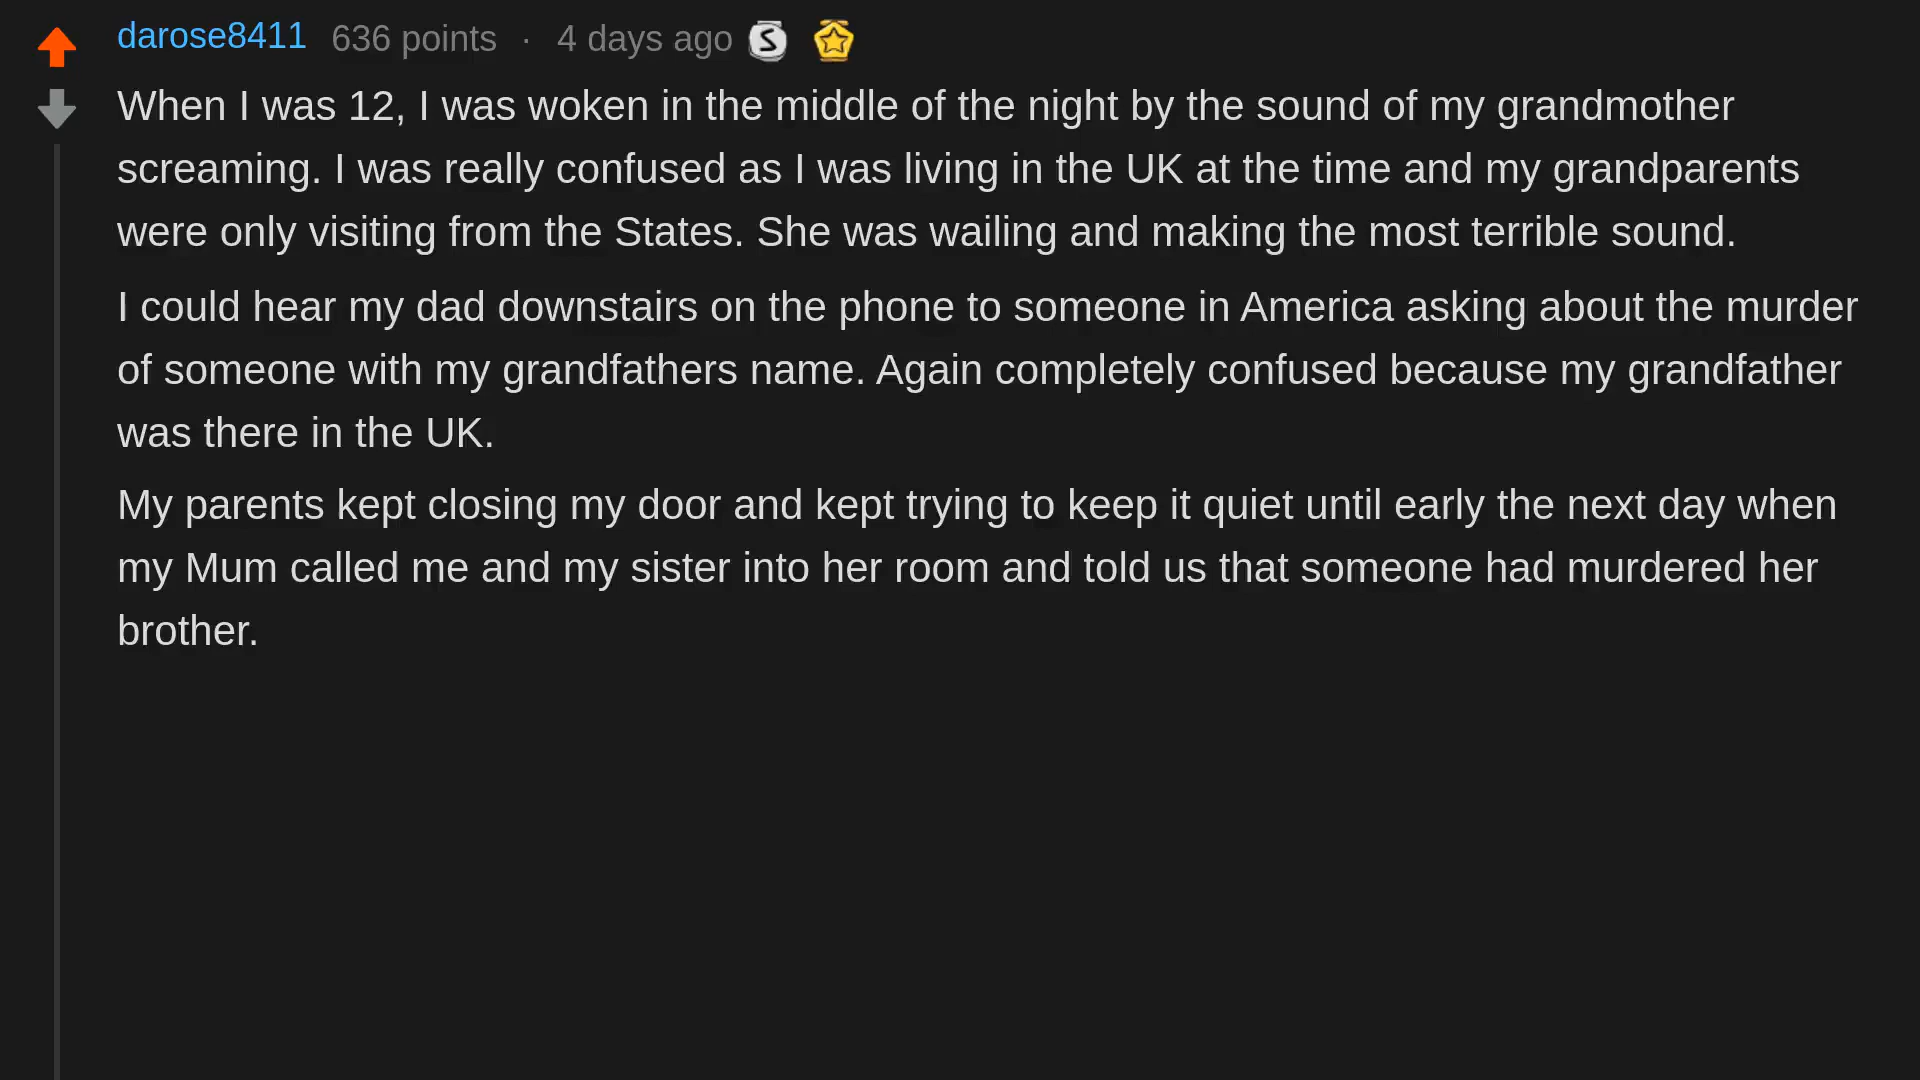 darose8411 636 points · 4 days ago
When I was 12, I was woken in the middle of the night by the sound of my grandmother
screaming. I was really confused as I was living in the UK at the time and my grandparents
were only visiting from the States. She was wailing and making the most terrible sound.
I could hear my dad downstairs on the phone to someone in America asking about the murder
of someone with my grandfathers name. Again completely confused because my grandfather
was there in the UK.
My parents kept closing my door and kept trying to keep it quiet until early the next day when
my Mum called me and my sister into her room and told us that someone had murdered her
brother.